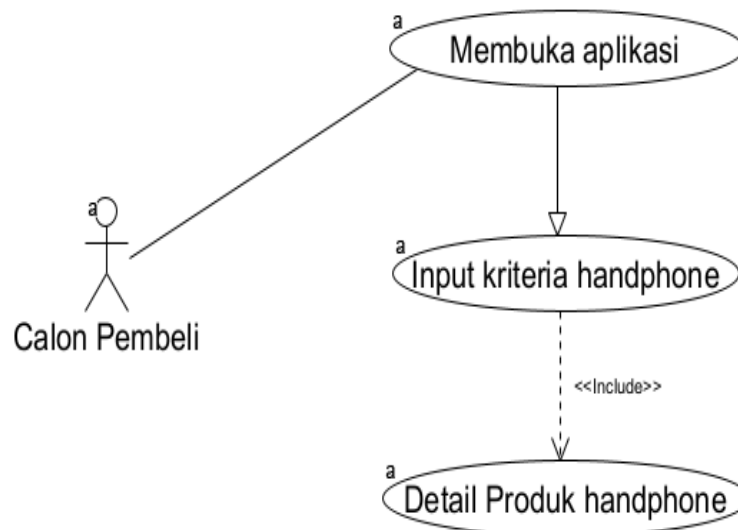 a
Membuka aplikasi
a
Calon Pembeli
a
Input kriteria handphone
<<Include>>
a
Detail Produk handphone